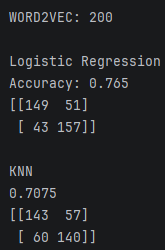 WORD2VEC: 200
Logistic Regression
Accuracy: 0.765
[[149  51]
 [ 43 157]]
KNN
0.7075
[[143  57]
 [ 60 140]]